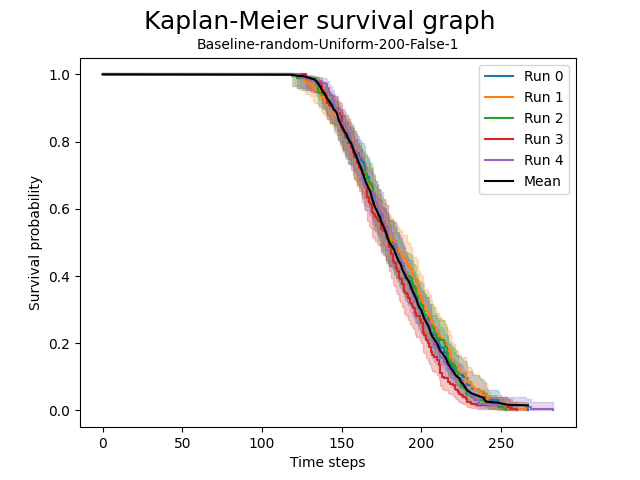 Kaplan-Meier survival graph
Baseline-random-Uniform-200-False-1
Survival probability
1.0
0.8
0.6
0.4
0.2
0.0
Run 0
Run 1
Run 2
Run 3
Run 4
Mean
0 50 100 150 200 250
Time steps